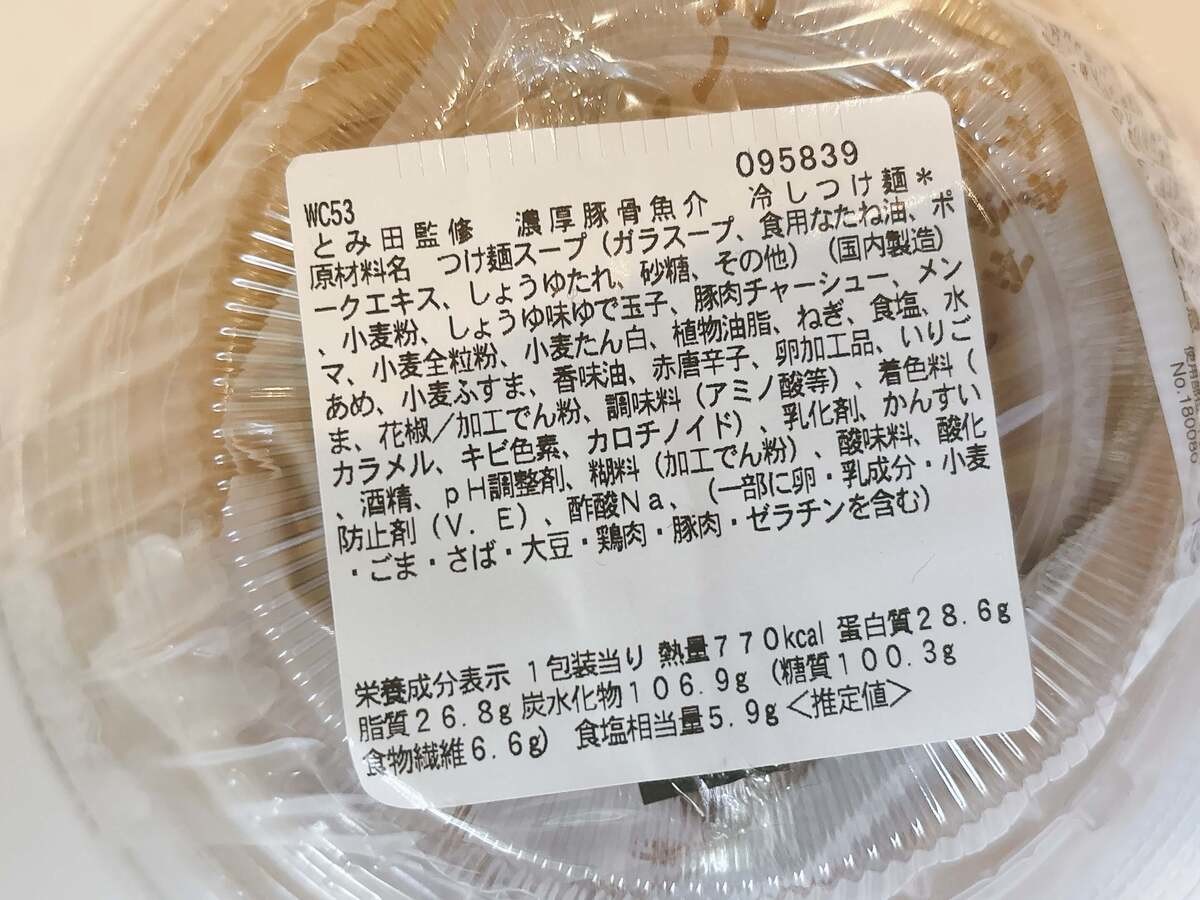 095839
WC53
とみ田監修　濃厚豚骨魚介　冷しつけ麺＊
原材料名　つけ麺スープ（ガラスープ、食用なたね油、ポ
ークエキス、しょうゆたれ、砂糖、その他）（国内製造）
、小麦粉、しょうゆ味ゆで玉子、豚肉チャーシュー、メン
マ、小麦全粒粉、小麦たん白、植物油脂、ねぎ、食塩、水
あめ、小麦ふすま、香味油、赤唐辛子、卵加工品、いりご
ま、花椒／加工でん粉、調味料（アミノ酸等）、着色料（
カラメル、キビ色素、カロチノイド）、乳化剤、かんすい
、酒精、ｐＨ調整剤、糊料（加工でん粉）、酸味料、酸化
防止剤（Ｖ．Ｅ）、酢酸Ｎａ、（一部に卵・乳成分・小麦
・ごま・さば・大豆・鶏肉・豚肉・ゼラチンを含む）
栄養成分表示　１包装当り　熱量７７０kcal　蛋白質２８．６g
脂質２６．８g　炭水化物１０６．９g（糖質１００．３g
食物繊維６．６g）　食塩相当量５．９g＜推定値＞